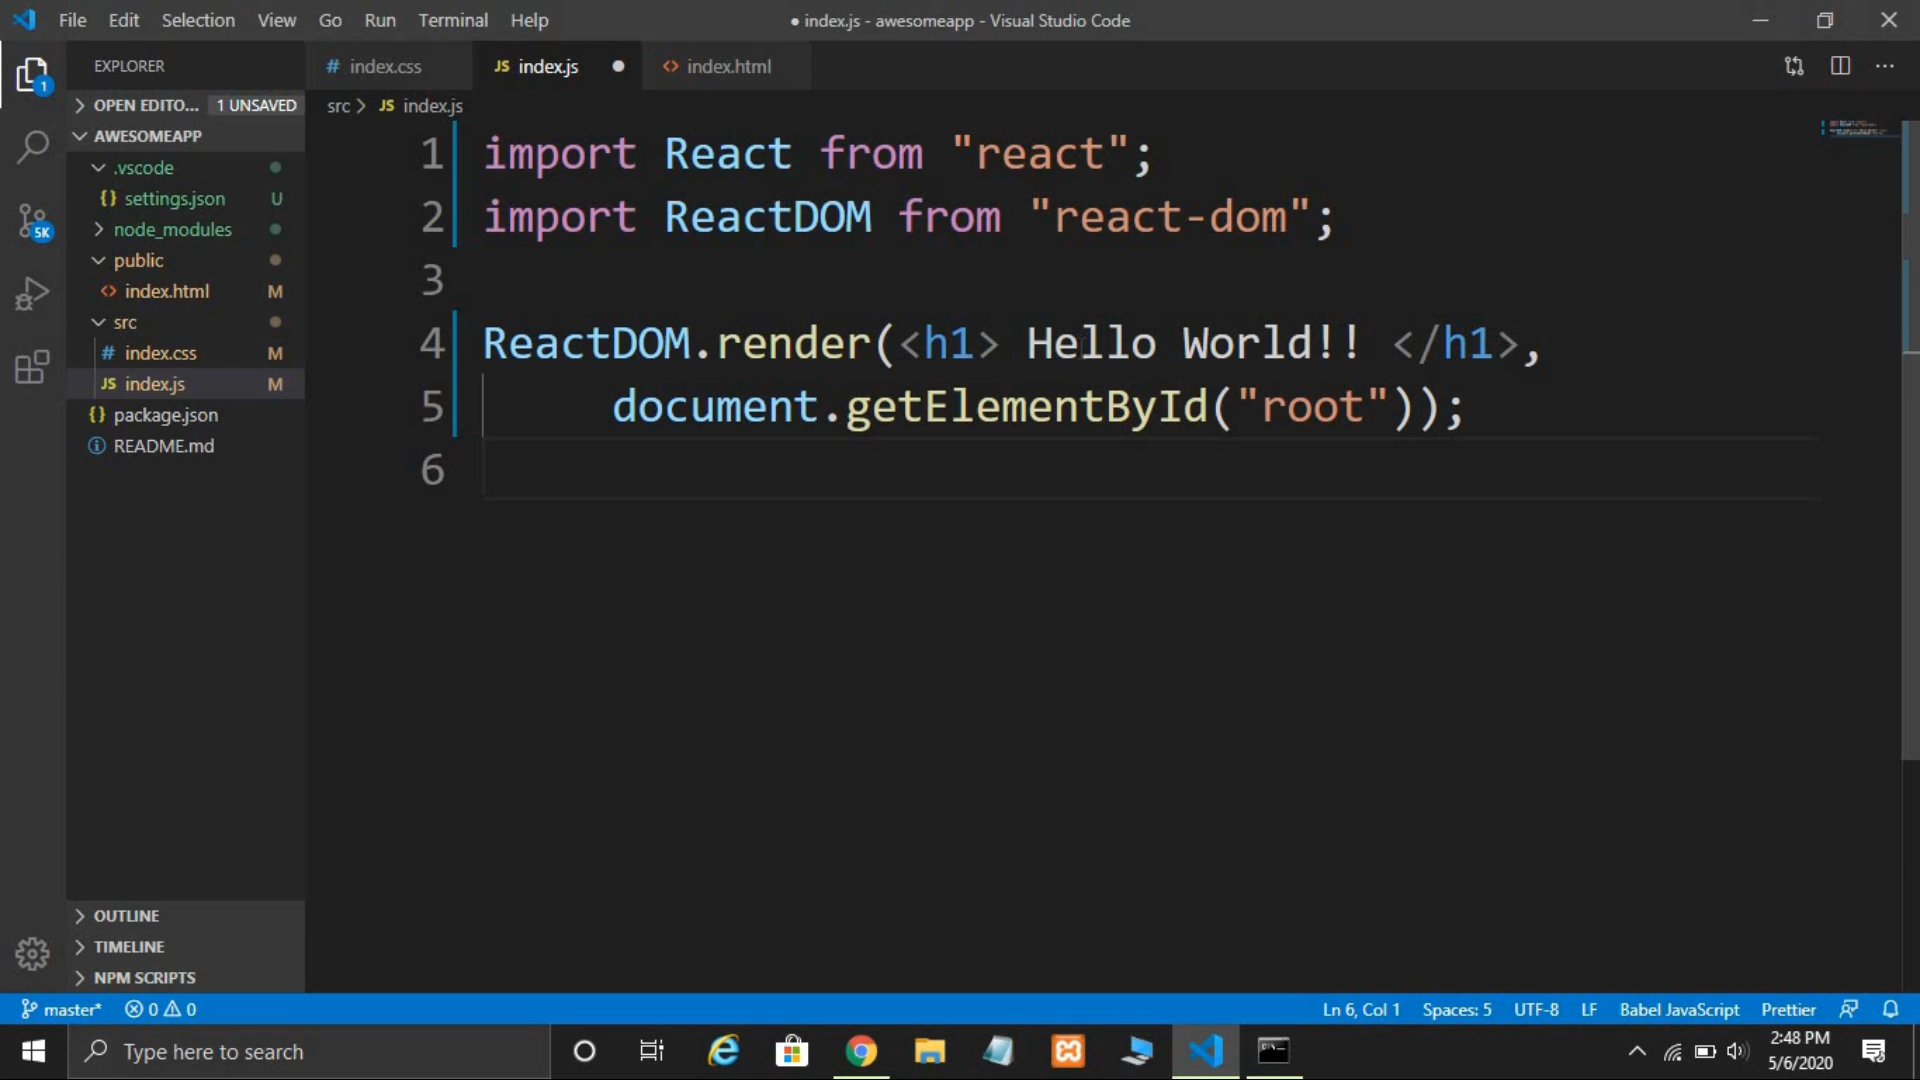 File Edit Selection View Go Run Terminal Help
● index.js - awesomeapp - Visual Studio Code
EXPLORER
OPEN EDITO... 1 UNSAVED
AWESOMEAPP
.vscode
{} settings.json U
node_modules
public
<> index.html M
src
# index.css M
JS index.js M
{} package.json
README.md
OUTLINE
TIMELINE
NPM SCRIPTS
1
5K
# index.css JS index.js ● <> index.html
src > JS index.js
1 import React from "react";
2 import ReactDOM from "react-dom";
3
4 ReactDOM.render(<h1> Hello World!! </h1>,
5 document.getElementById("root"));
6
master* 0 0 Ln 6, Col 1 Spaces: 5 UTF-8 LF Babel JavaScript Prettier
Type here to search
2:48 PM
5/6/2020